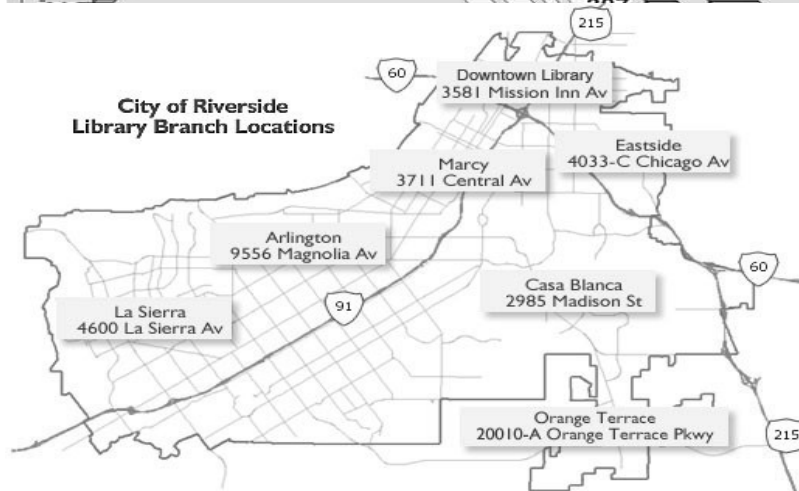 215
60
Downtown Library
3581 Mission Inn Av
City of Riverside
Library Branch Locations
Eastside
4033-C Chicago Av
Marcy
3711 Central Av
Arlington
9556 Magnolia Av
60
Casa Blanca
2985 Madison St
91
La Sierra
4600 La Sierra Av
Orange Terrace
20010-A Orange Terrace Pkwy
215